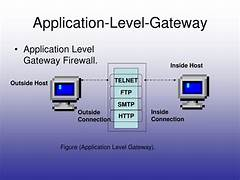 Application-Level-Gateway
• Application Level
Gateway Firewall.
Inside Host
Outside Host
TELNET
FTP
SMTP
HTTP
Outside
Connection
Inside
Connection
Figure (Application Level Gateway).